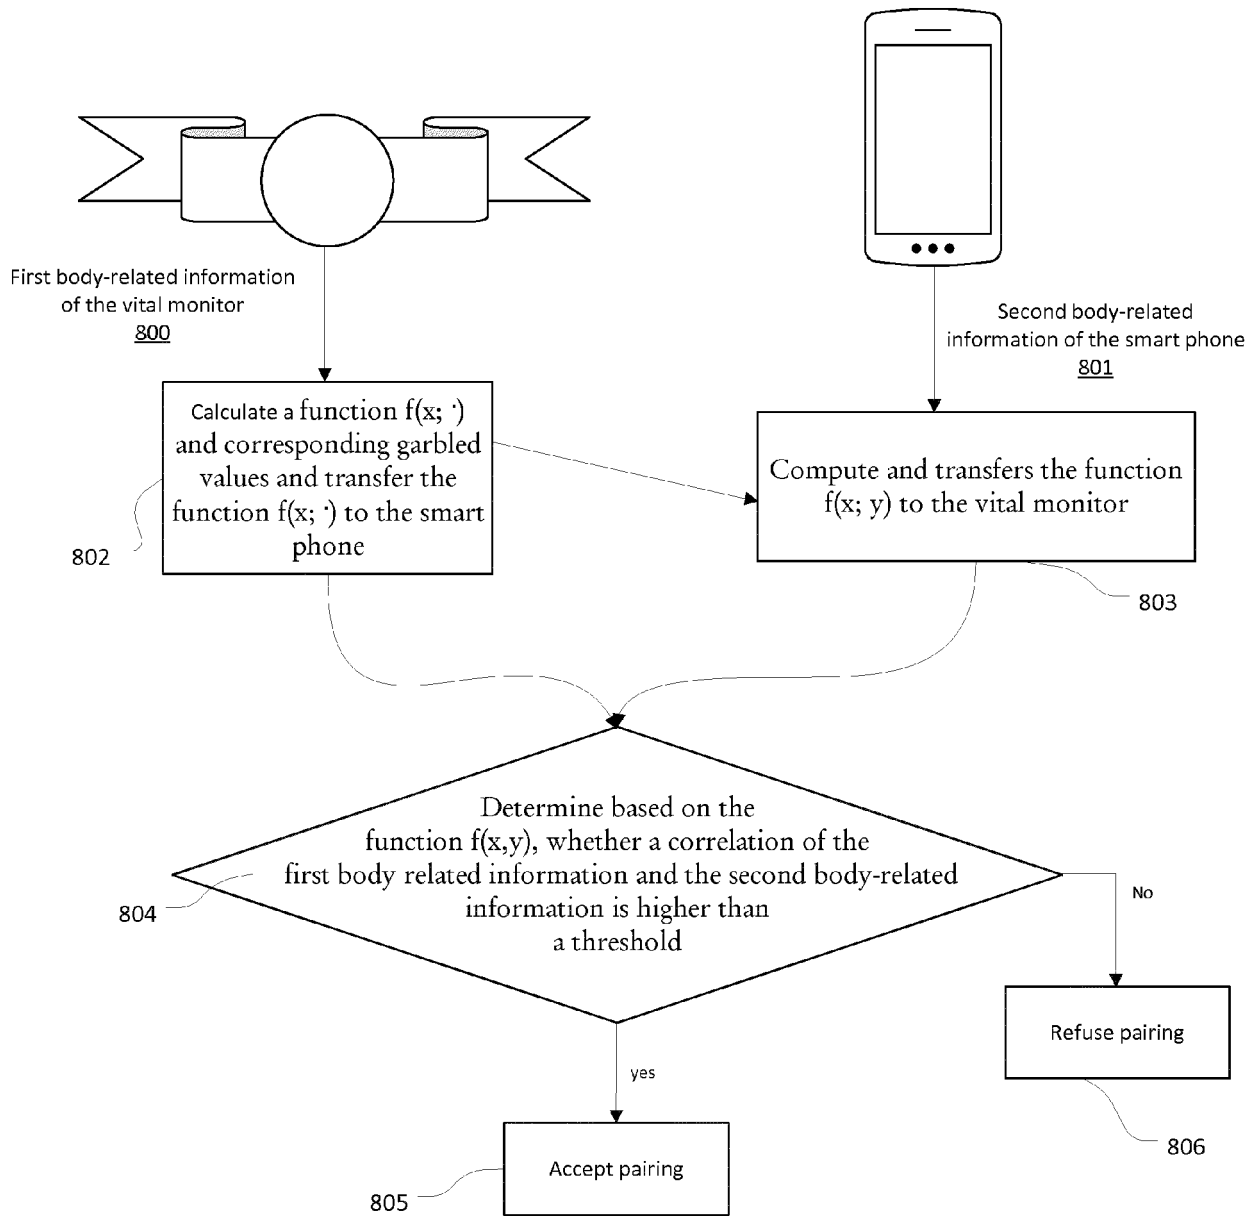 First body-related information
of the vital monitor
800
Second body-related
information of the smart phone
801
Calculate a function f(x; ·)
and corresponding garbled
values and transfer the
function f(x; ·) to the smart
phone
802
Compute and transfers the function
f(x; y) to the vital monitor
803
Determine based on the
function f(x,y), whether a correlation of the
first body related information and the second body-related
information is higher than
a threshold
804
No
Refuse pairing
806
yes
Accept pairing
805